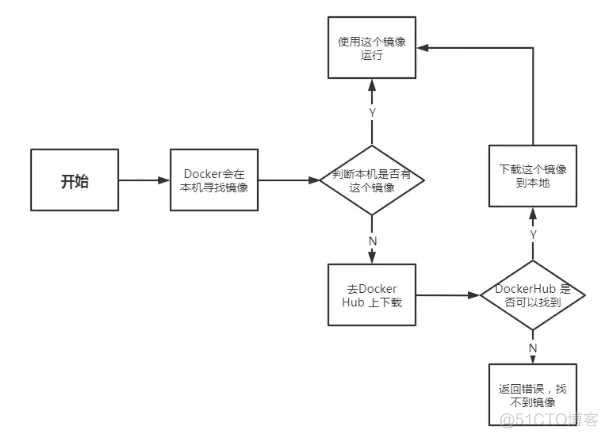 使用这个镜像
运行
Y
开始
Docker会在
本机寻找镜像
判断本机是否有
这个镜像
下载这个镜像
到本地
N
Y
去Docker
Hub 上下载
DockerHub 是
否可以找到
N
返回错误，找
不到镜像
@51CTO博客